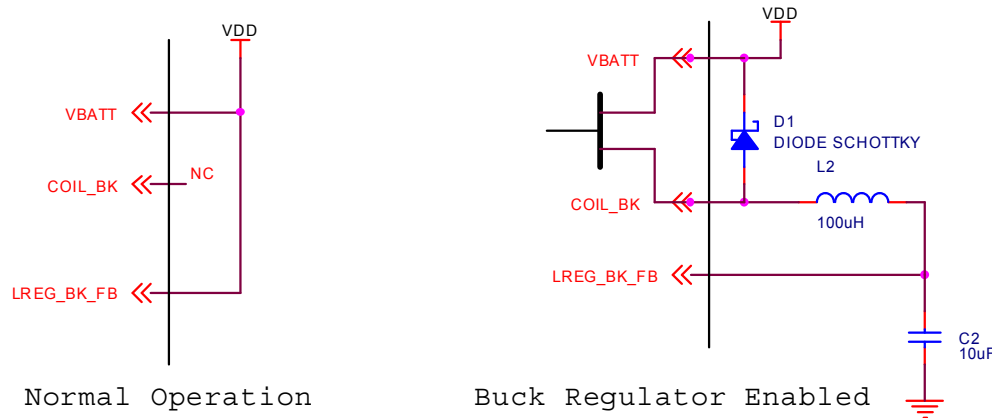 VDD
VBATT
COIL_BK
NC
LREG_BK_FB
Normal Operation
VDD
VBATT
D1
DIODE SCHOTTKY
L2
COIL_BK
100uH
LREG_BK_FB
C2
10uF
Buck Regulator Enabled